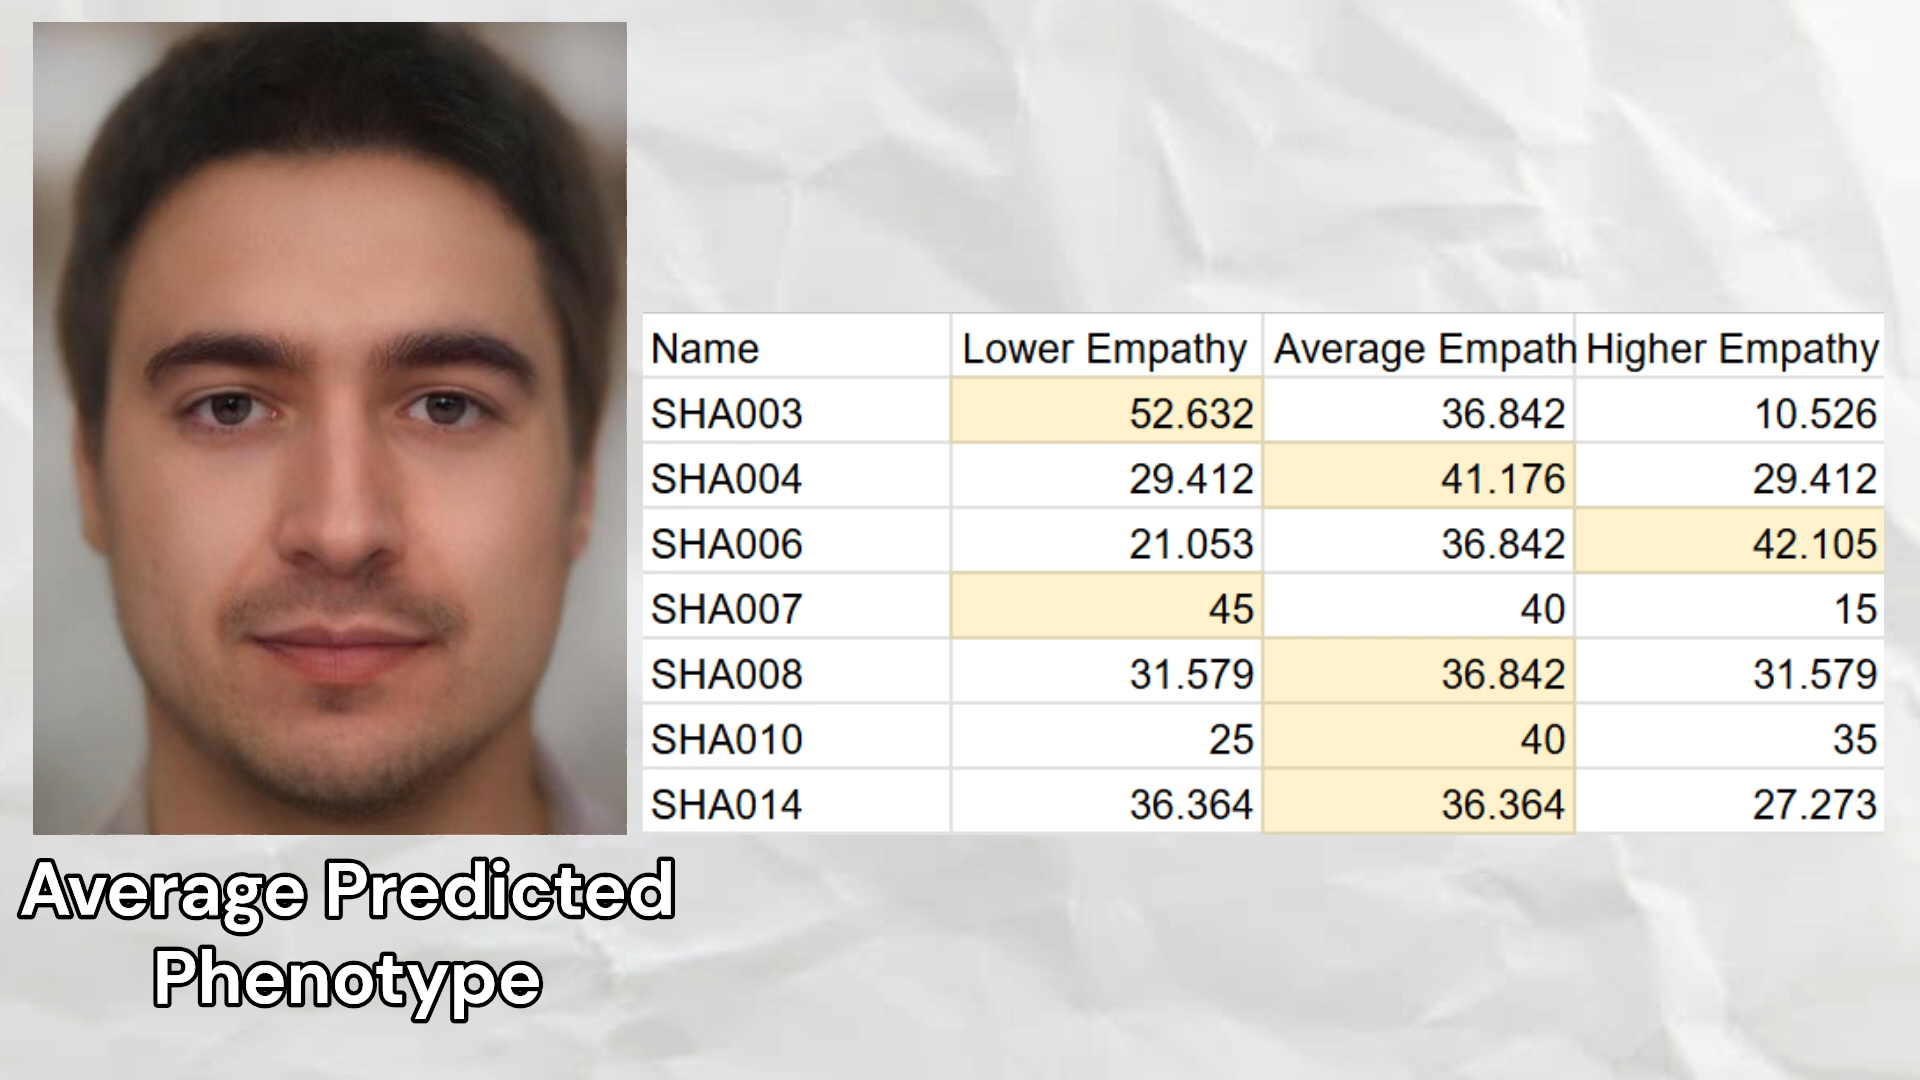 Name Lower Empathy Average Empath Higher Empathy
SHA003 52.632 36.842 10.526
SHA004 29.412 41.176 29.412
SHA006 21.053 36.842 42.105
SHA007 45 40 15
SHA008 31.579 36.842 31.579
SHA010 25 40 35
SHA014 36.364 36.364 27.273
Average Predicted
Phenotype